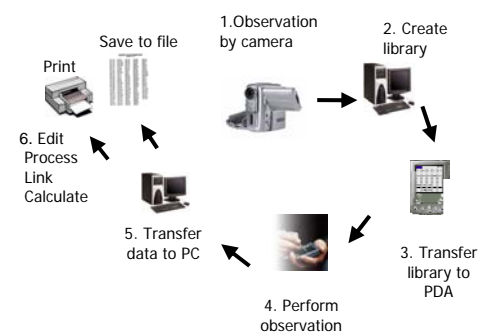 1.Observation
by camera
2. Create
library
3. Transfer
library to
PDA
4. Perform
observation
5. Transfer
data to PC
6. Edit
Process
Link
Calculate
Print
Save to file